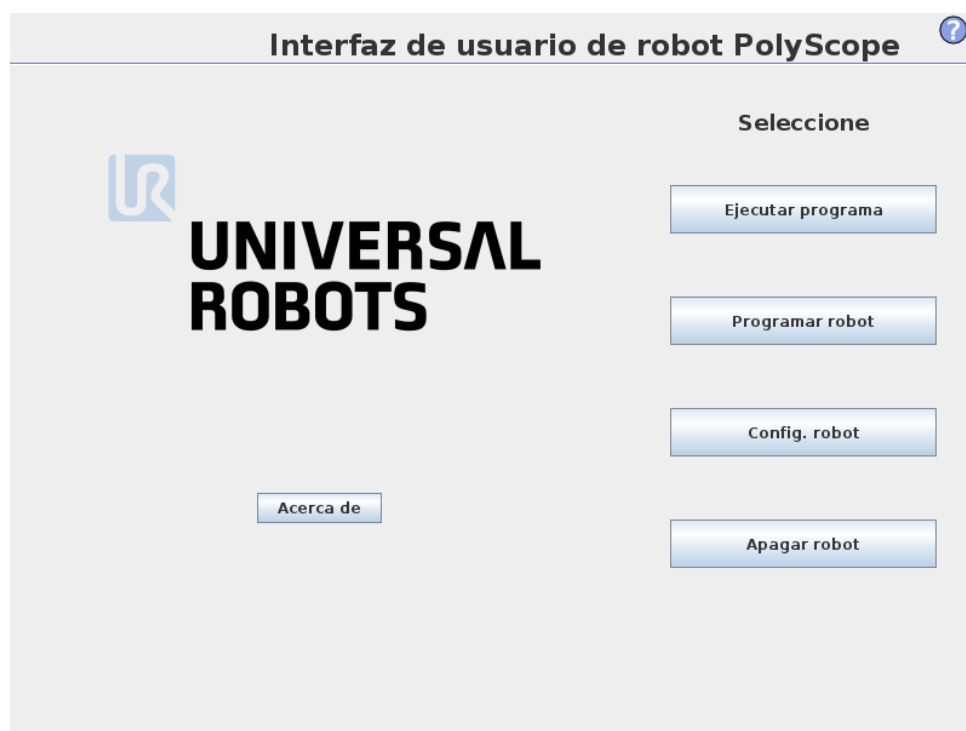 Interfaz de usuario de robot PolyScope
?
Seleccione
UR
UNIVERSAL
ROBOTS
Ejecutar programa
Programar robot
Config. robot
Acerca de
Apagar robot